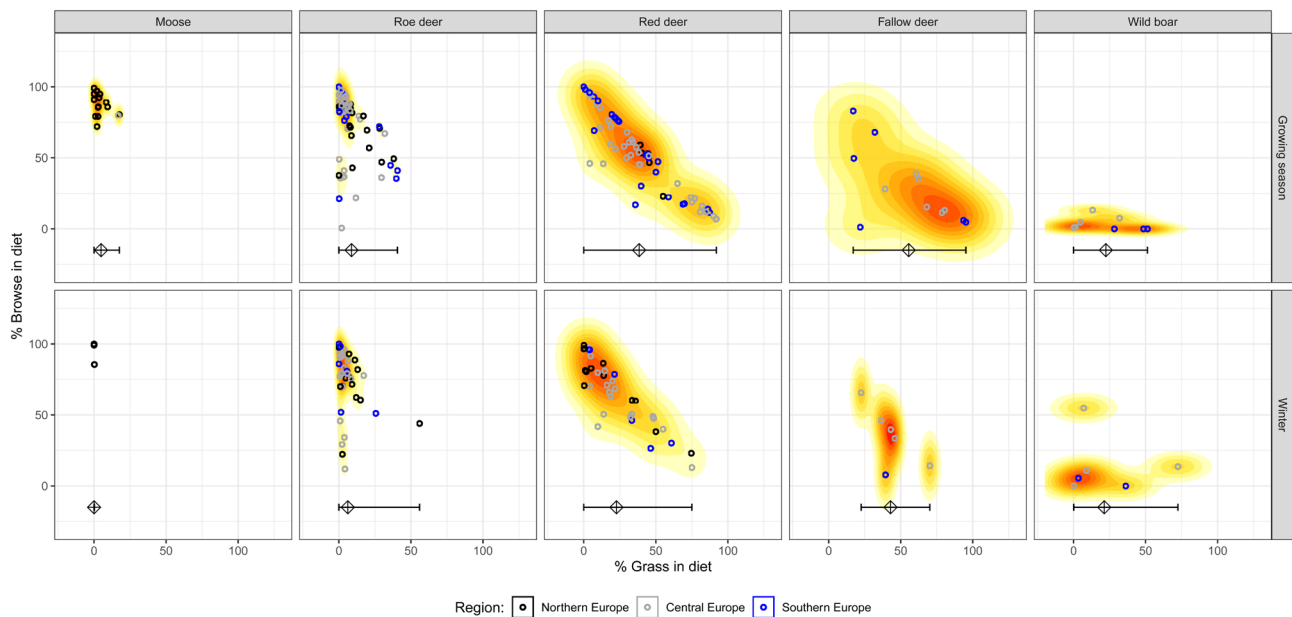 Moose
Roe deer
Red deer
Fallow deer
Wild boar
% Browse in diet
100
50
0
Growing season
100
50
0
Winter
0 50 100
0 50 100
0 50 100
0 50 100
0 50 100
% Grass in diet
Region: Northern Europe Central Europe Southern Europe